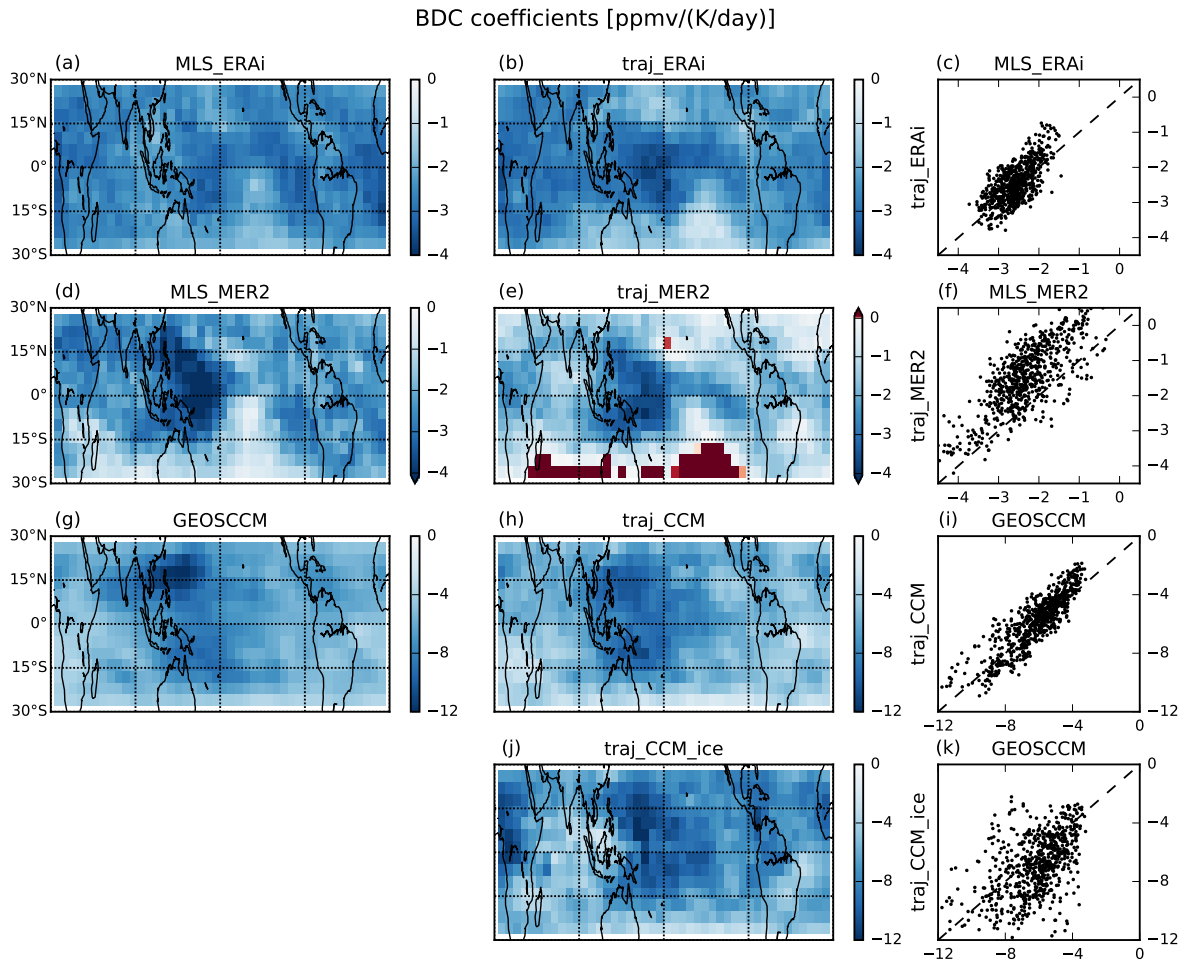 BDC coefficients [ppmv/(K/day)]
(a) MLS_ERAi
30°N
15°N
0°
15°S
30°S
0
−1
−2
−3
−4
(b) traj_ERAi
0
−1
−2
−3
−4
(c) MLS_ERAi
traj_ERAi
0
−1
−2
−3
−4
−4 −3 −2 −1 0
(d) MLS_MER2
30°N
15°N
0°
15°S
30°S
0
−1
−2
−3
−4
(e) traj_MER2
0
−1
−2
−3
−4
(f) MLS_MER2
traj_MER2
0
−1
−2
−3
−4
−4 −3 −2 −1 0
(g) GEOSCCM
30°N
15°N
0°
15°S
30°S
0
−4
−8
−12
(h) traj_CCM
0
−4
−8
−12
(i) GEOSCCM
traj_CCM
0
−4
−8
−12
−12 −8 −4 0
(j) traj_CCM_ice
0
−4
−8
−12
(k) GEOSCCM
traj_CCM_ice
0
−4
−8
−12
−12 −8 −4 0